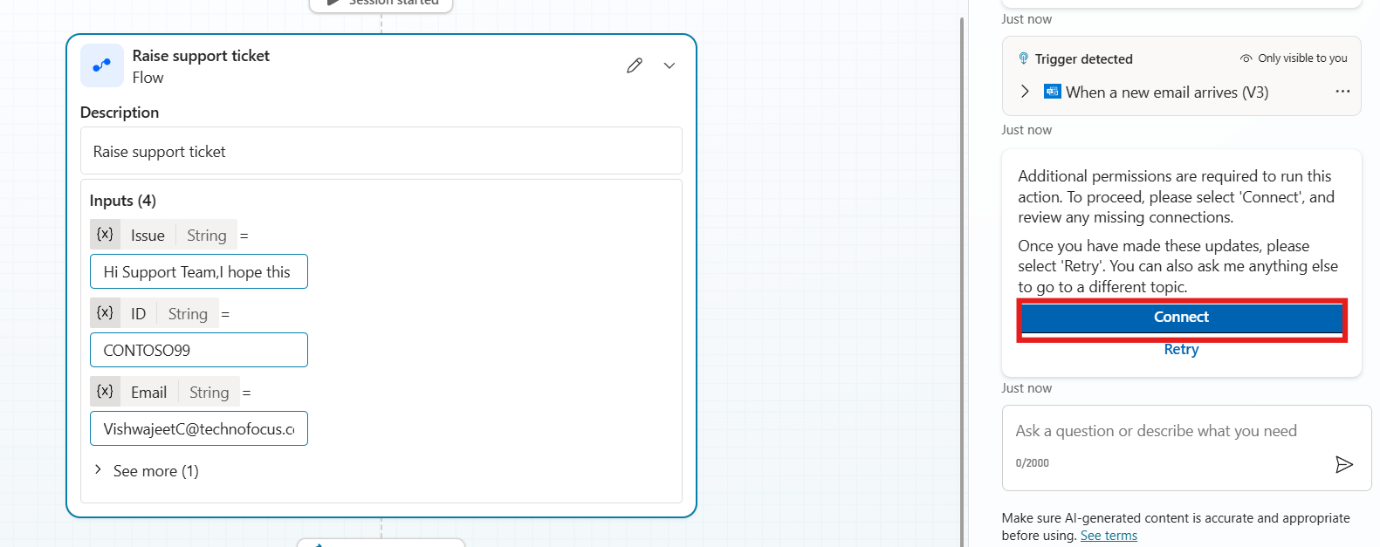 Session started
Raise support ticket
Flow
Description
Raise support ticket
Inputs (4)
{x} Issue String =
Hi Support Team,I hope this
{x} ID String =
CONTOSO99
{x} Email String =
VishwajeetC@technofocus.c
See more (1)
Just now
Trigger detected Only visible to you
When a new email arrives (V3)
Just now
Additional permissions are required to run this
action. To proceed, please select 'Connect', and
review any missing connections.
Once you have made these updates, please
select 'Retry'. You can also ask me anything else
to go to a different topic.
Connect
Retry
Just now
Ask a question or describe what you need
0/2000
Make sure AI-generated content is accurate and appropriate
before using. See terms